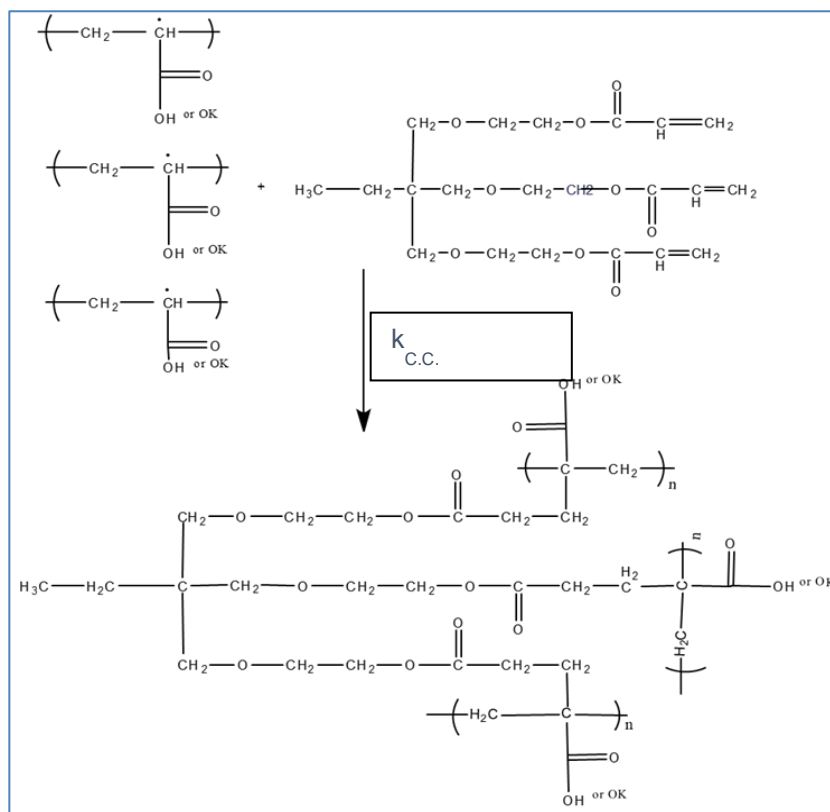 CH2 CH
O
OH or OK
CH2 CH
O
OH or OK
CH2 CH
O
OH or OK
+
O
CH2 O CH2 CH2 O C C H CH2
H3C CH2 C CH2 O CH2 CH2 O C C H CH2
O
CH2 O CH2 CH2 O C C H CH2
O
k C.C.
OH or OK
O
C CH2 n
O
CH2 O CH2 CH2 O C CH2 CH2
n O
H3C H2C C CH2 O CH2 CH2 O C CH2 H2 C C OH or OK
O
H2C
O
CH2 O CH2 CH2 O C CH2 CH2
H2C C n
O
OH or OK